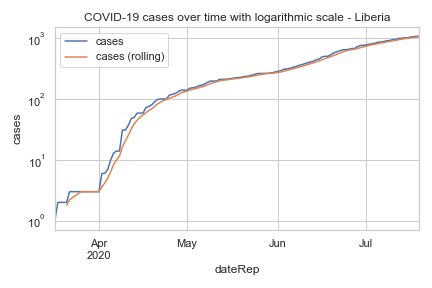 COVID-19 cases over time with logarithmic scale - Liberia
cases
cases (rolling)
10³
10²
10¹
10⁰
cases
Apr
2020
May
Jun
Jul
dateRep